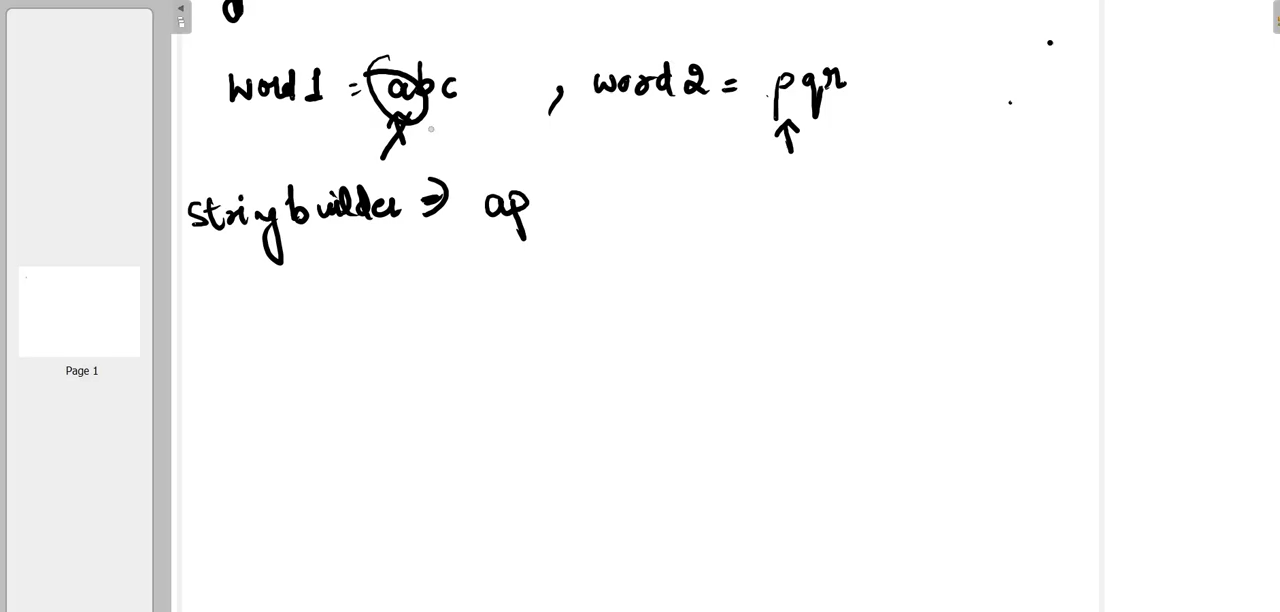 word1 = abc , word2 = pqr
Stringbuilder => ap
Page 1